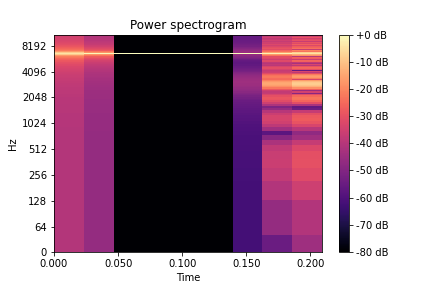 Power spectrogram
8192
4096
2048
1024
512
256
128
64
0
Hz
0.000 0.050 0.100 0.150 0.200
Time
+0 dB
-10 dB
-20 dB
-30 dB
-40 dB
-50 dB
-60 dB
-70 dB
-80 dB